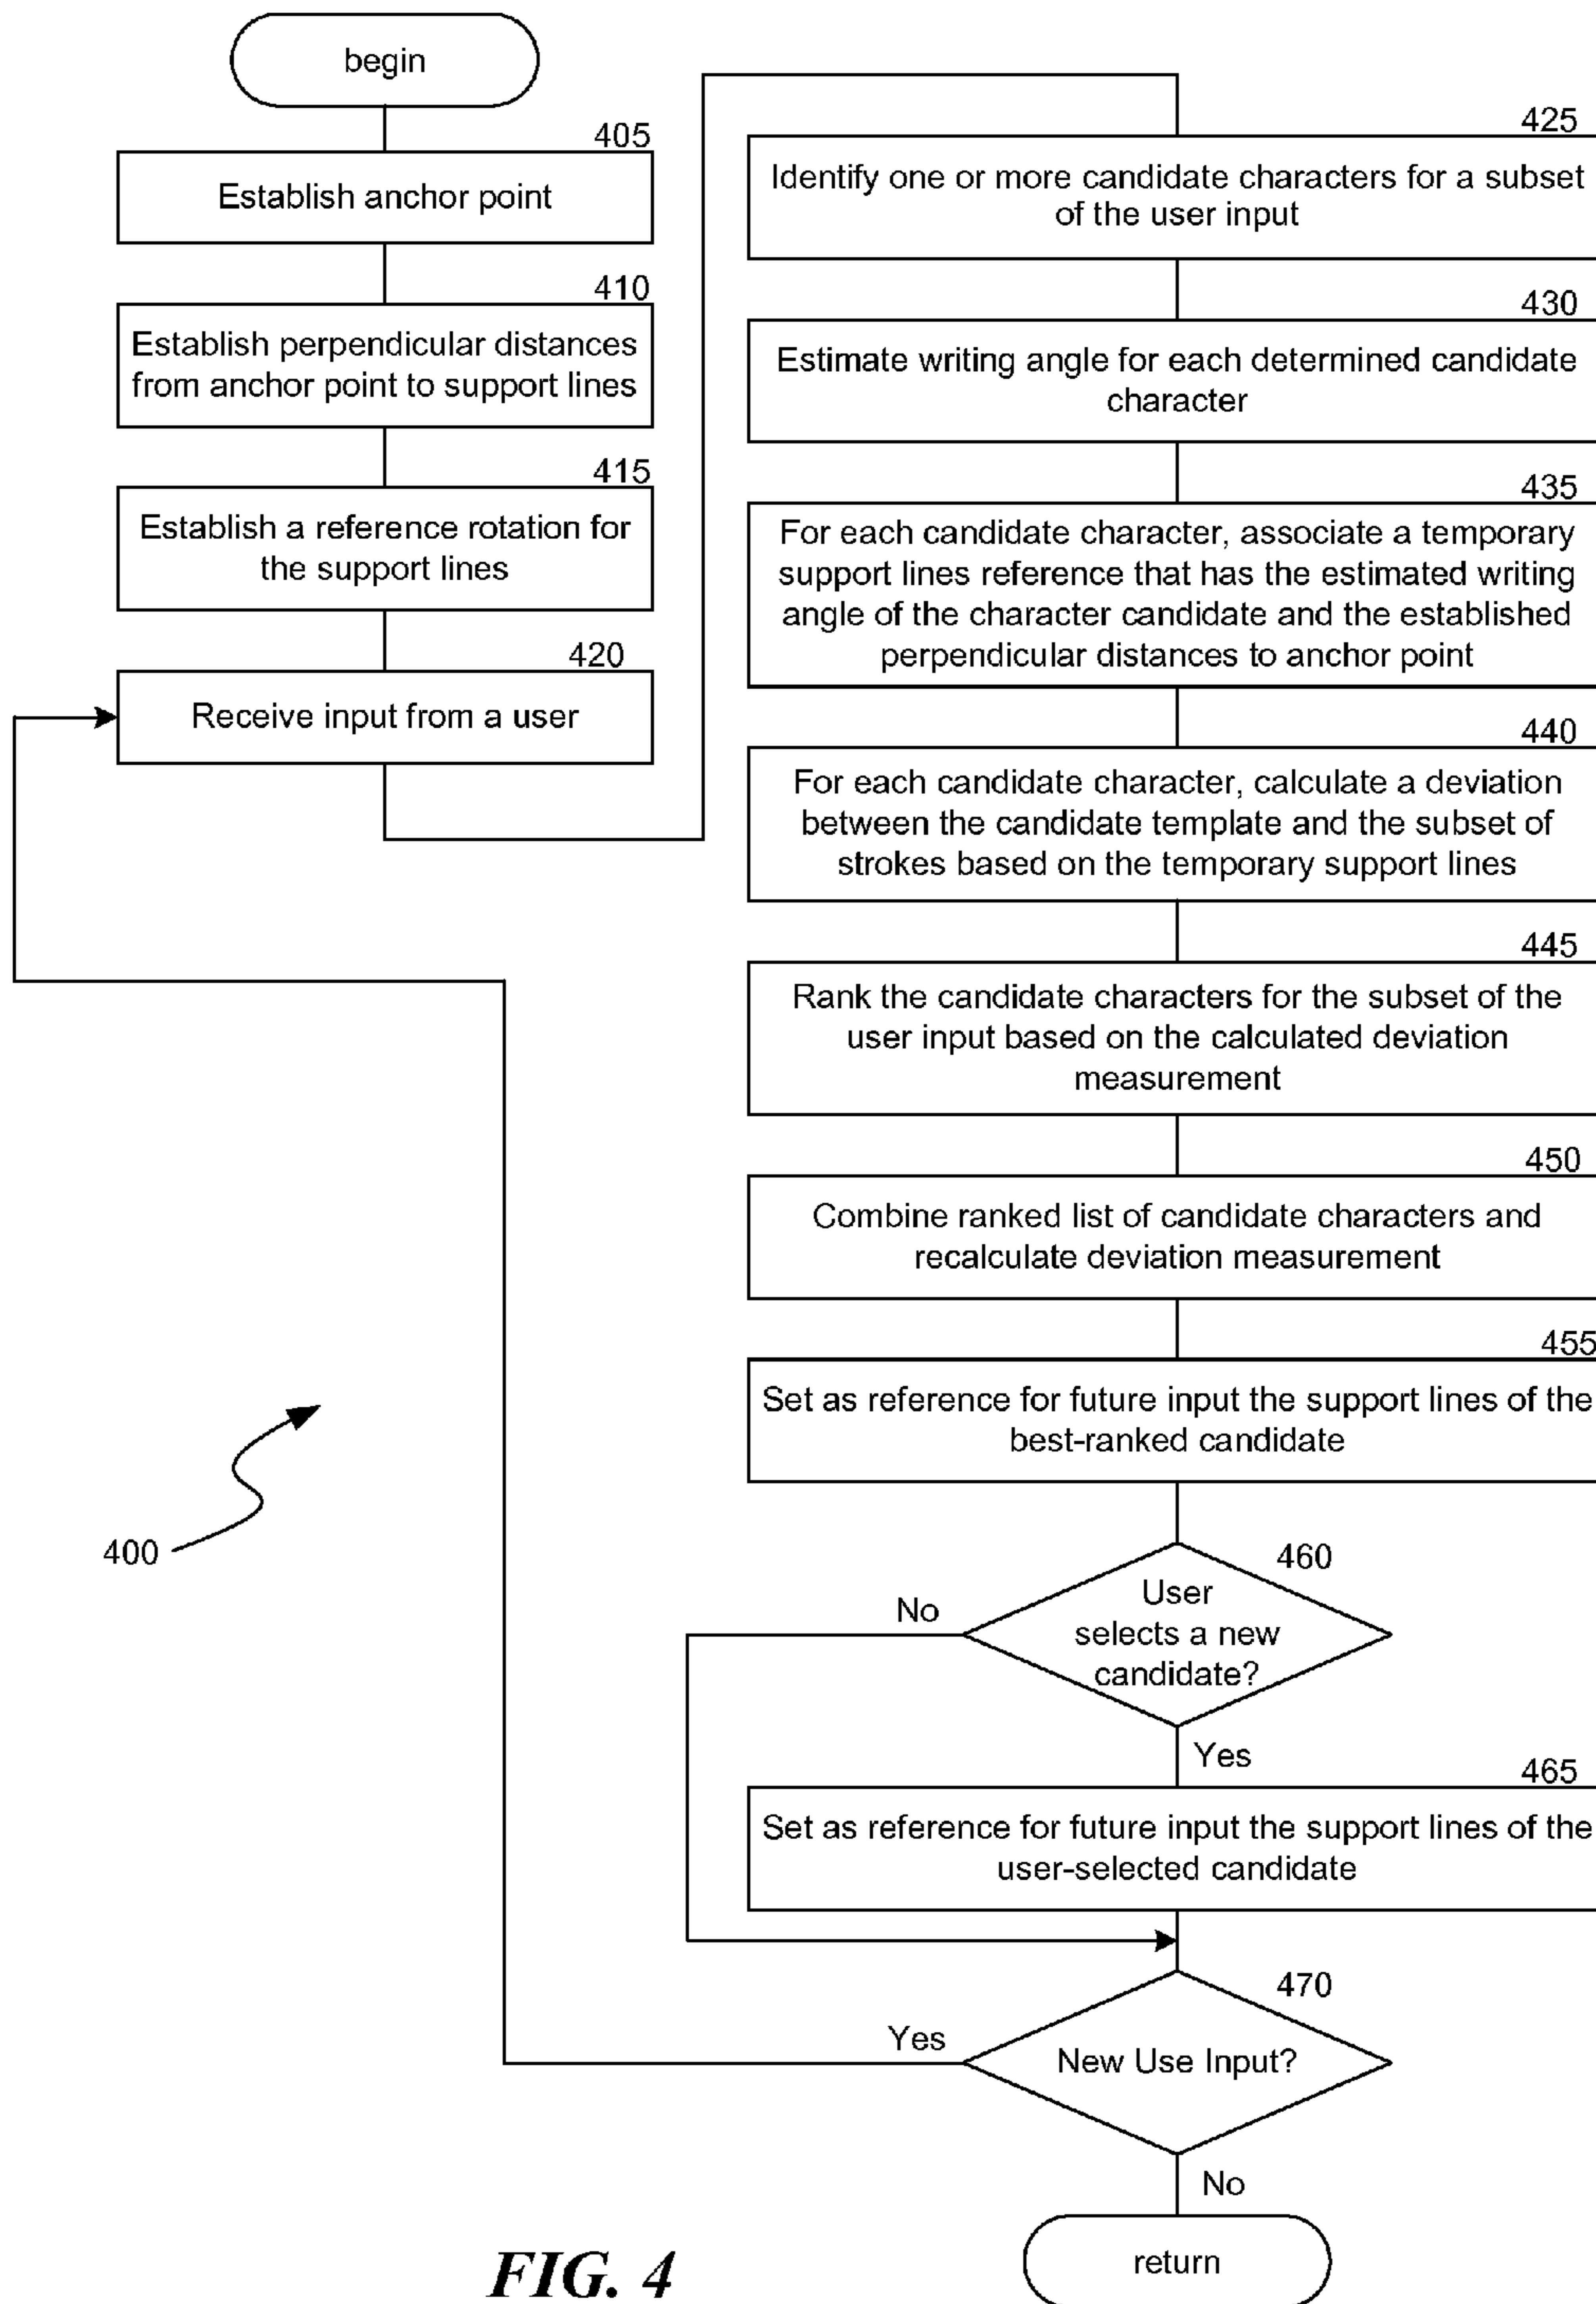 begin
405
Establish anchor point
410
Establish perpendicular distances
from anchor point to support lines
415
Establish a reference rotation for
the support lines
420
Receive input from a user
425
Identify one or more candidate characters for a subset
of the user input
430
Estimate writing angle for each determined candidate
character
435
For each candidate character, associate a temporary
support lines reference that has the estimated writing
angle of the character candidate and the established
perpendicular distances to anchor point
440
For each candidate character, calculate a deviation
between the candidate template and the subset of
strokes based on the temporary support lines
445
Rank the candidate characters for the subset of the
user input based on the calculated deviation
measurement
450
Combine ranked list of candidate characters and
recalculate deviation measurement
455
Set as reference for future input the support lines of the
best-ranked candidate
400
460
User
selects a new
candidate?
No
Yes
465
Set as reference for future input the support lines of the
user-selected candidate
470
New Use Input?
Yes
No
return
FIG. 4